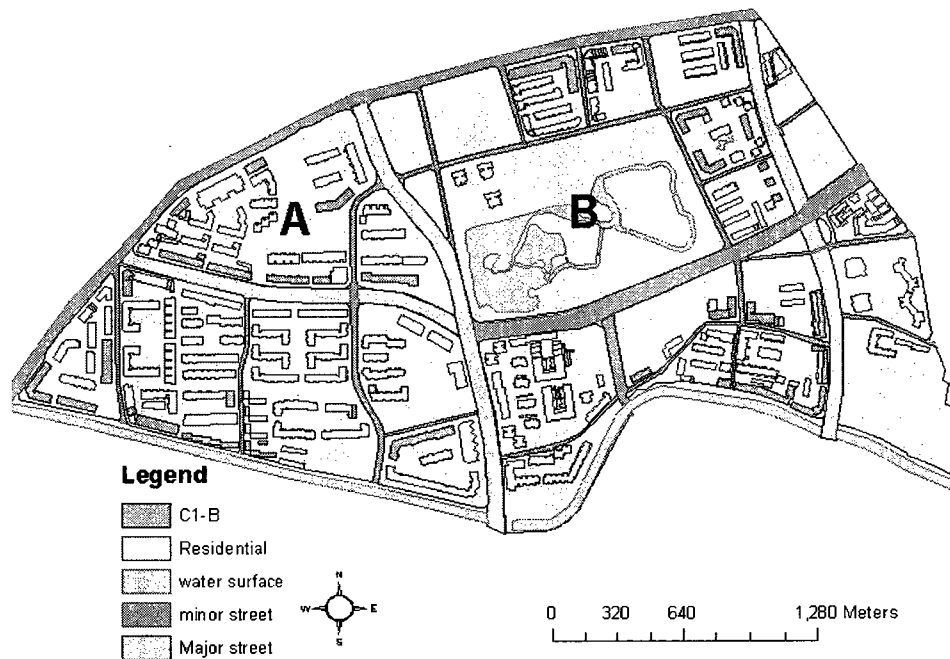 A
B
Legend
C1-B
Residential
water surface
minor street
Major street
N
W E
S
0 320 640 1,280 Meters